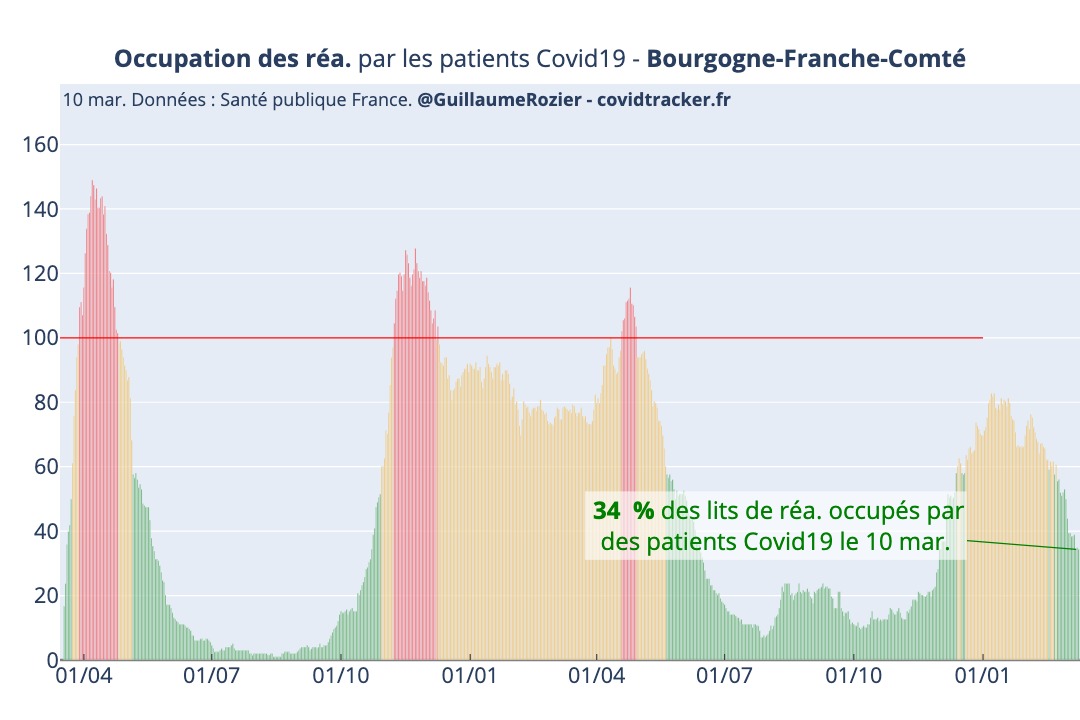 Occupation des réa. par les patients Covid19 - Bourgogne-Franche-Comté
10 mar. Données : Santé publique France. @GuillaumeRozier - covidtracker.fr
160
140
120
100
80
60
34 % des lits de réa. occupés par
des patients Covid19 le 10 mar.
40
20
0
01/04 01/07 01/10 01/01 01/04 01/07 01/10 01/01